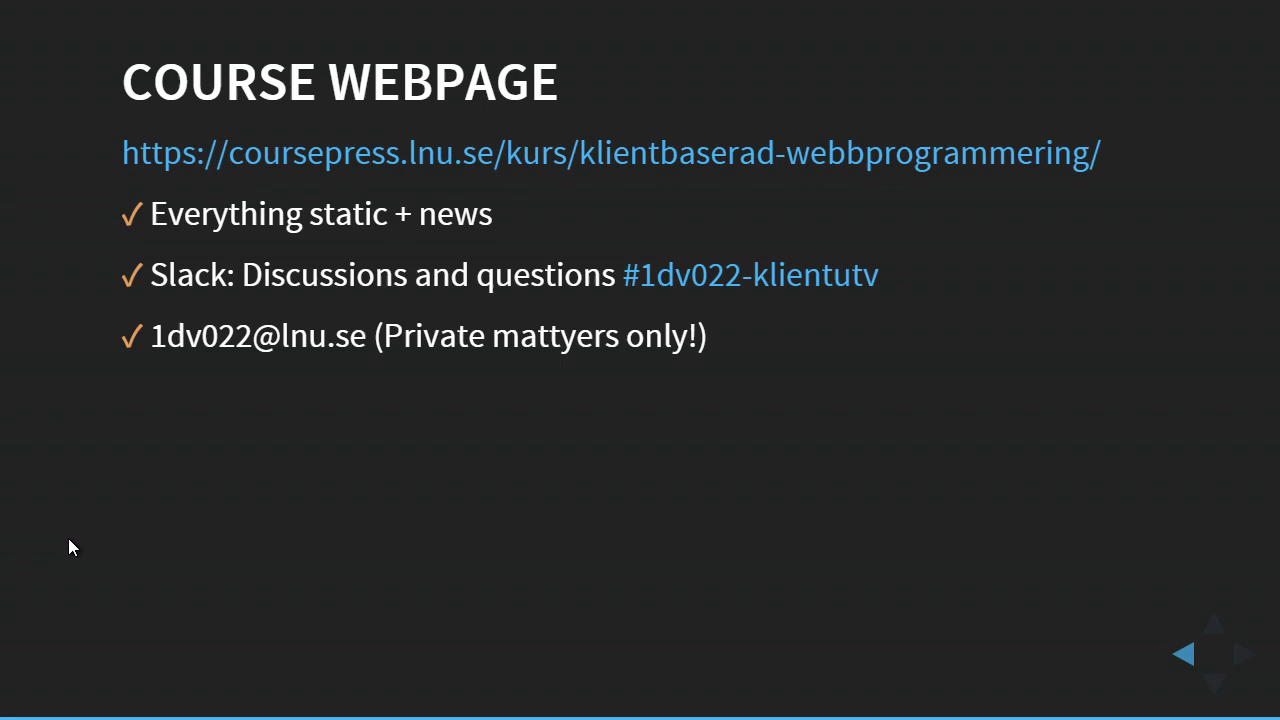 COURSE WEBPAGE
https://coursepress.lnu.se/kurs/klientbaserad-webbprogrammering/
✓ Everything static + news
✓ Slack: Discussions and questions #1dv022-klientutv
✓ 1dv022@lnu.se (Private mattyers only!)